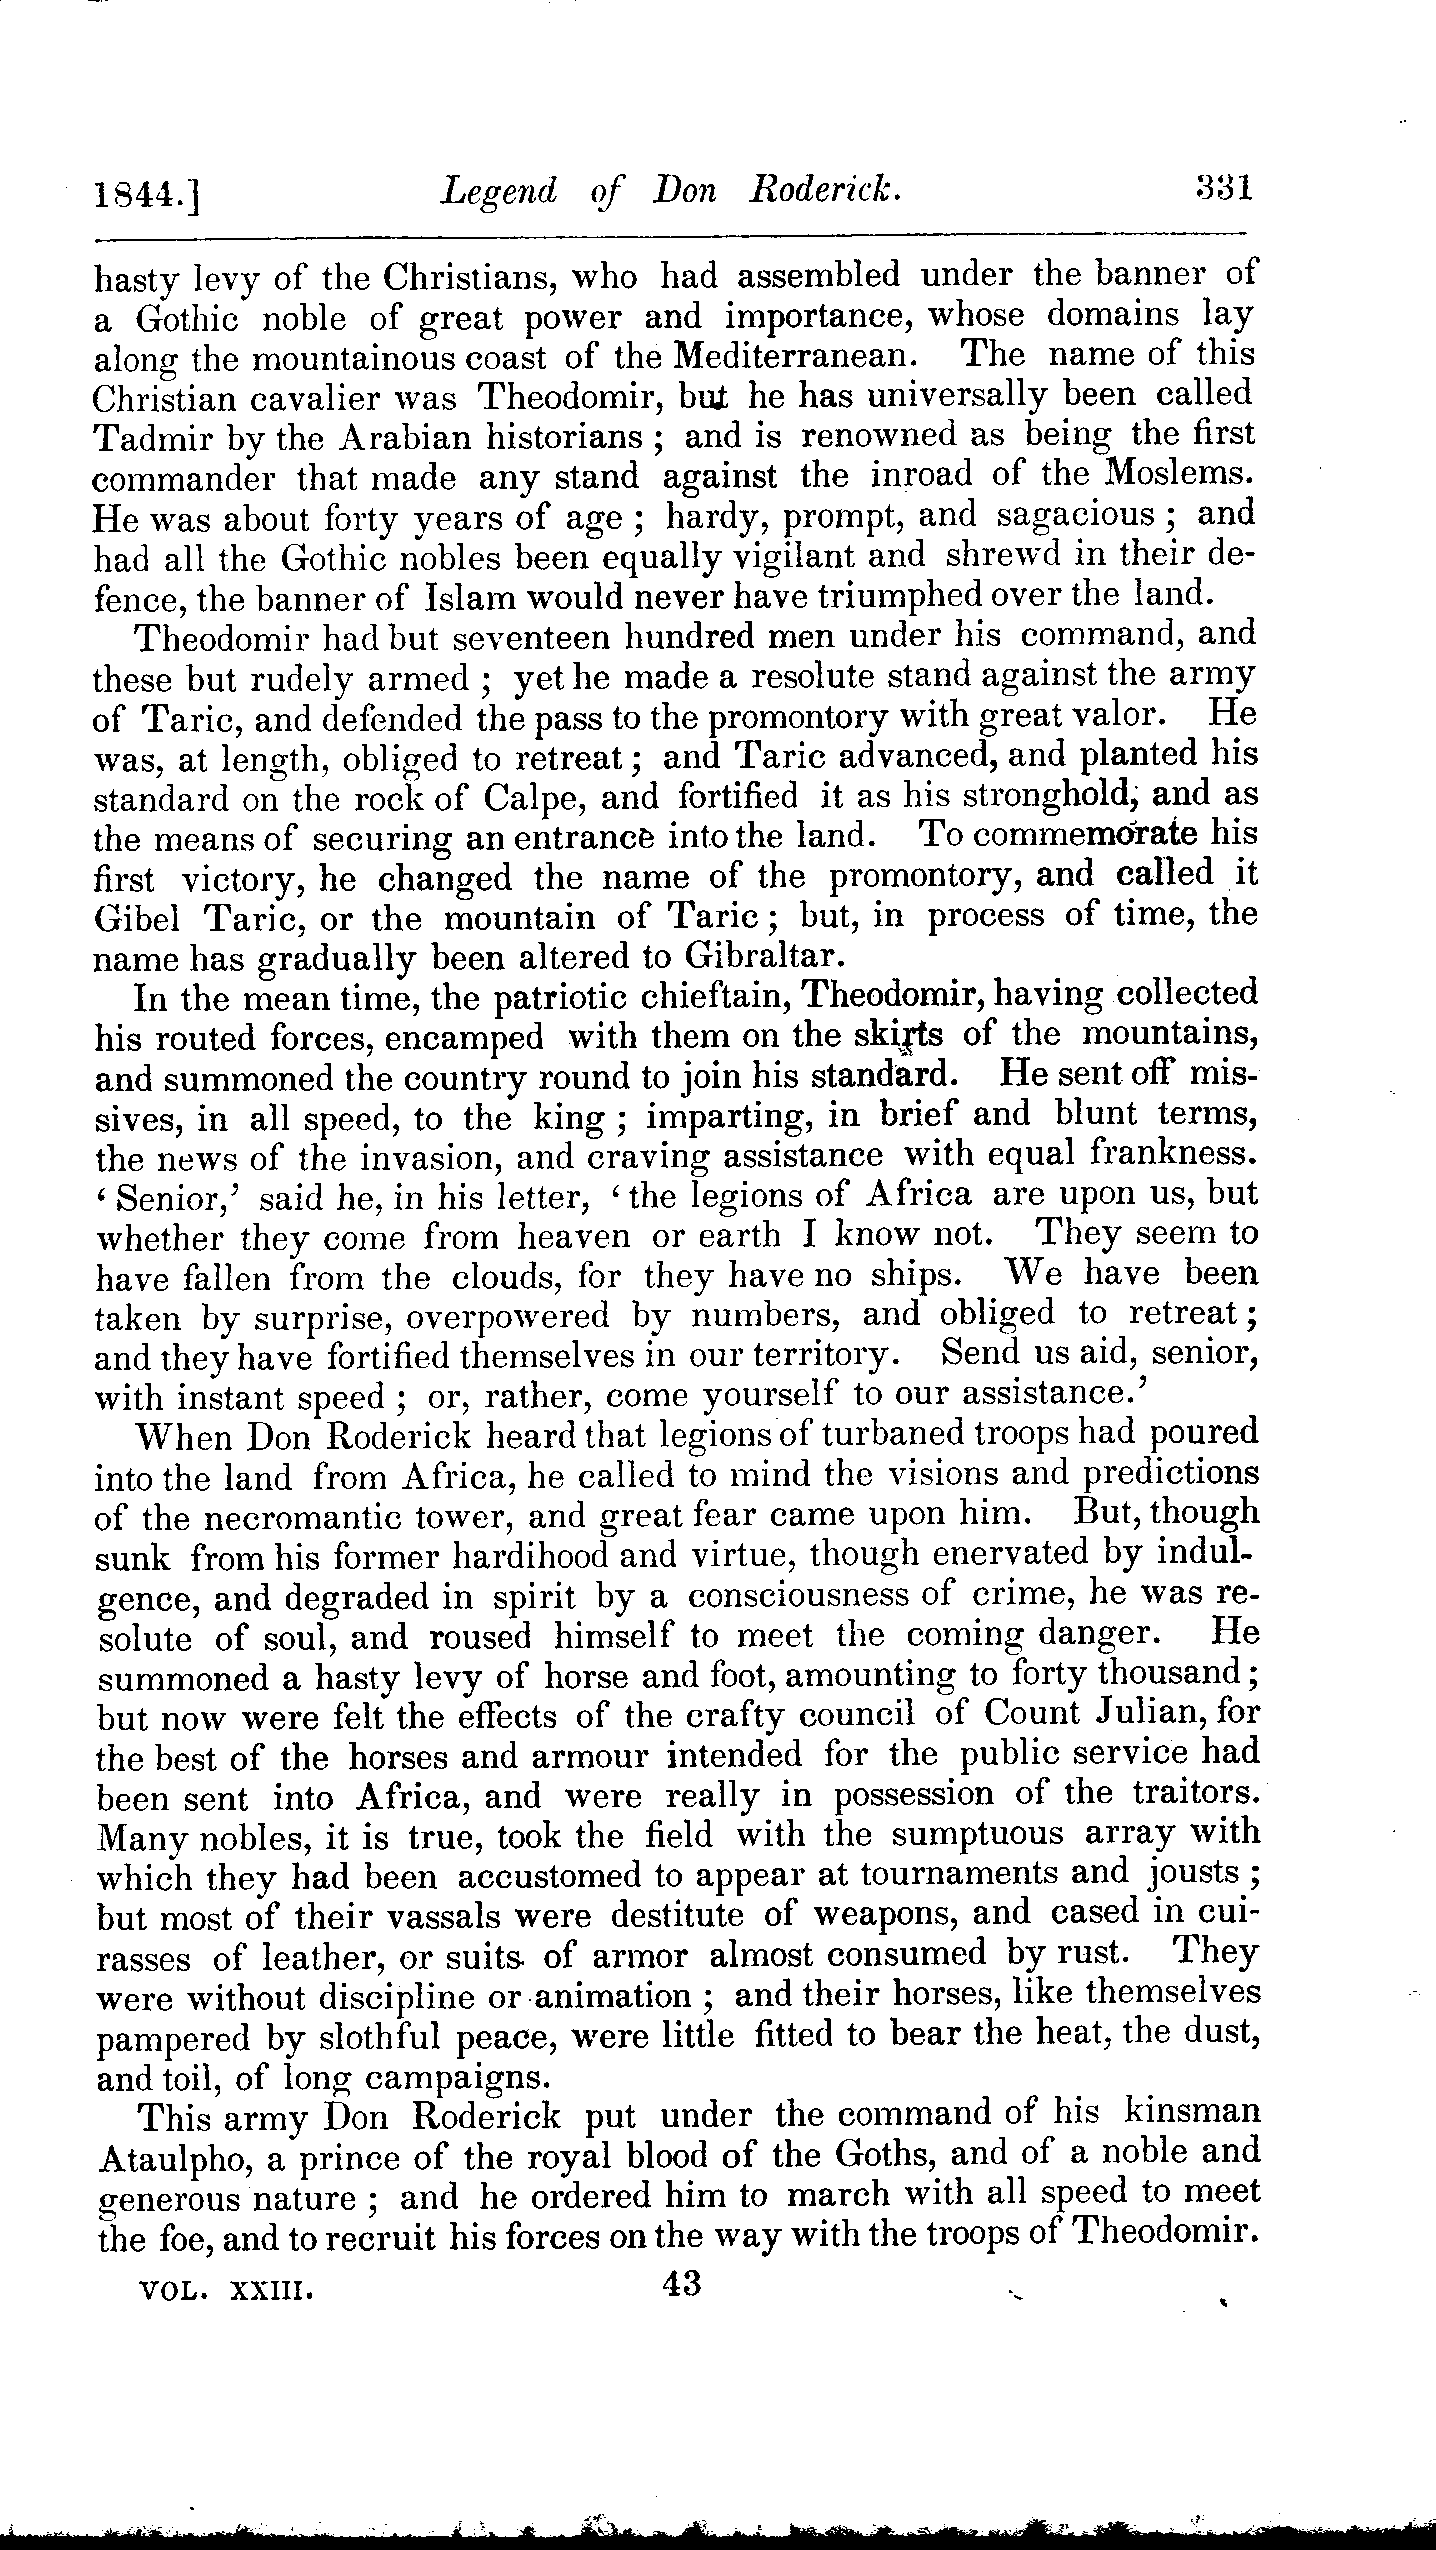 1844.] Legend of Don Roderick. 331
hasty levy of the Christians, who had assembled under the banner of
a Gothic noble of great power and importance, whose domains lay
along the mountainous coast of the Mediterranean. The name of this
Christian cavalier was Theodomir, but he has universally been called
Tadmir by the Arabian historians ; and is renowned as being the first
commander that made any stand against the inroad of the Moslems.
He was about forty years of age ; hardy, prompt, and sagacious ; and
had all the Gothic nobles been equally vigilant and shrewd in their de-
fence, the banner of Islam would never have triumphed over the land.
Theodomir had but seventeen hundred men under his command, and
these but rudely armed ; yet he made a resolute stand against the army
of Taric, and defended the pass to the promontory with great valor. He
was, at length, obliged to retreat ; and Taric advanced, and planted his
standard on the rock of Calpe, and fortified it as his stronghold, and as
the means of securing an entrance into the land. To commemorate his
first victory, he changed the name of the promontory, and called it
Gibel Taric, or the mountain of Taric ; but, in process of time, the
name has gradually been altered to Gibraltar.
In the mean time, the patriotic chieftain, Theodomir, having collected
his routed forces, encamped with them on the skirts of the mountains,
and summoned the country round to join his standard. He sent off mis-
sives, in all speed, to the king ; imparting, in brief and blunt terms,
the news of the invasion, and craving assistance with equal frankness.
‘ Senior,’ said he, in his letter, ‘ the legions of Africa are upon us, but
whether they come from heaven or earth I know not. They seem to
have fallen from the clouds, for they have no ships. We have been
taken by surprise, overpowered by numbers, and obliged to retreat ;
and they have fortified themselves in our territory. Send us aid, senior,
with instant speed ; or, rather, come yourself to our assistance.’
When Don Roderick heard that legions of turbaned troops had poured
into the land from Africa, he called to mind the visions and predictions
of the necromantic tower, and great fear came upon him. But, though
sunk from his former hardihood and virtue, though enervated by indul-
gence, and degraded in spirit by a consciousness of crime, he was re-
solute of soul, and roused himself to meet the coming danger. He
summoned a hasty levy of horse and foot, amounting to forty thousand ;
but now were felt the effects of the crafty council of Count Julian, for
the best of the horses and armour intended for the public service had
been sent into Africa, and were really in possession of the traitors.
Many nobles, it is true, took the field with the sumptuous array with
which they had been accustomed to appear at tournaments and jousts ;
but most of their vassals were destitute of weapons, and cased in cui-
rasses of leather, or suits of armor almost consumed by rust. They
were without discipline or animation ; and their horses, like themselves
pampered by slothful peace, were little fitted to bear the heat, the dust,
and toil, of long campaigns.
This army Don Roderick put under the command of his kinsman
Ataulpho, a prince of the royal blood of the Goths, and of a noble and
generous nature ; and he ordered him to march with all speed to meet
the foe, and to recruit his forces on the way with the troops of Theodomir.
VOL. XXIII. 43